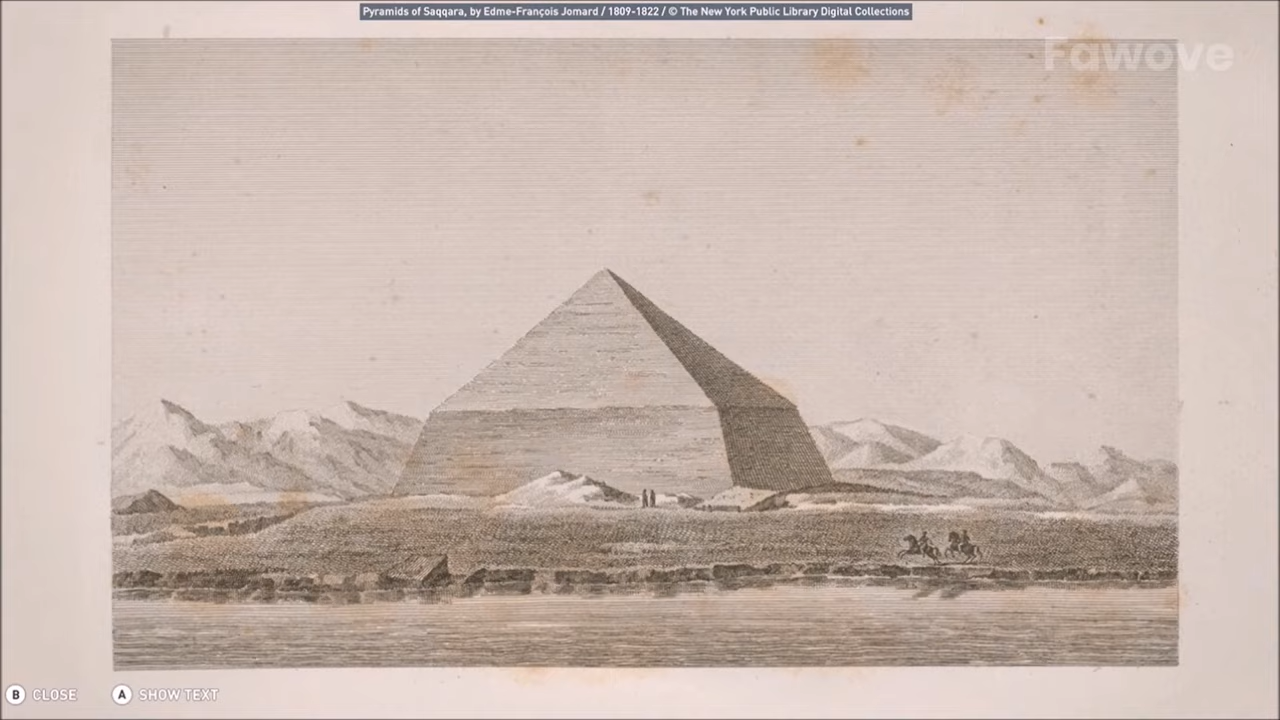 Pyramids of Saqqara, by Edme-François Jomard / 1809-1822 / © The New York Public Library Digital Collections
Fawove
B CLOSE A SHOW TEXT